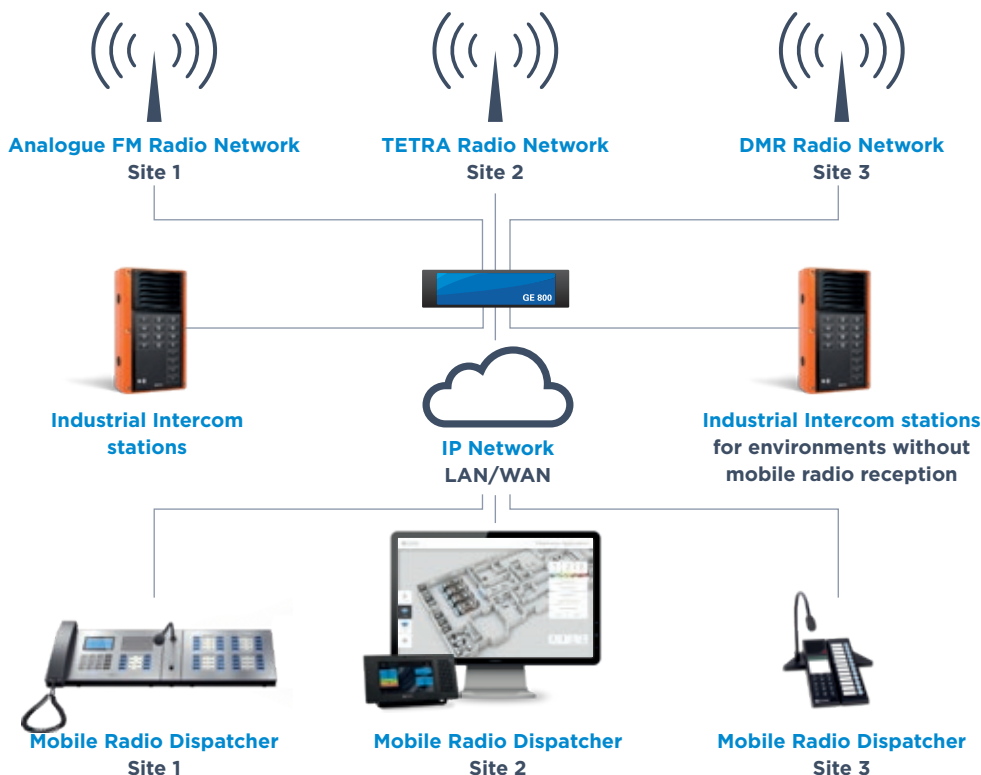 Analogue FM Radio Network
Site 1
TETRA Radio Network
Site 2
DMR Radio Network
Site 3
GE 800
Industrial Intercom
stations
IP Network
LAN/WAN
Industrial Intercom stations
for environments without
mobile radio reception
Mobile Radio Dispatcher
Site 1
Mobile Radio Dispatcher
Site 2
Mobile Radio Dispatcher
Site 3